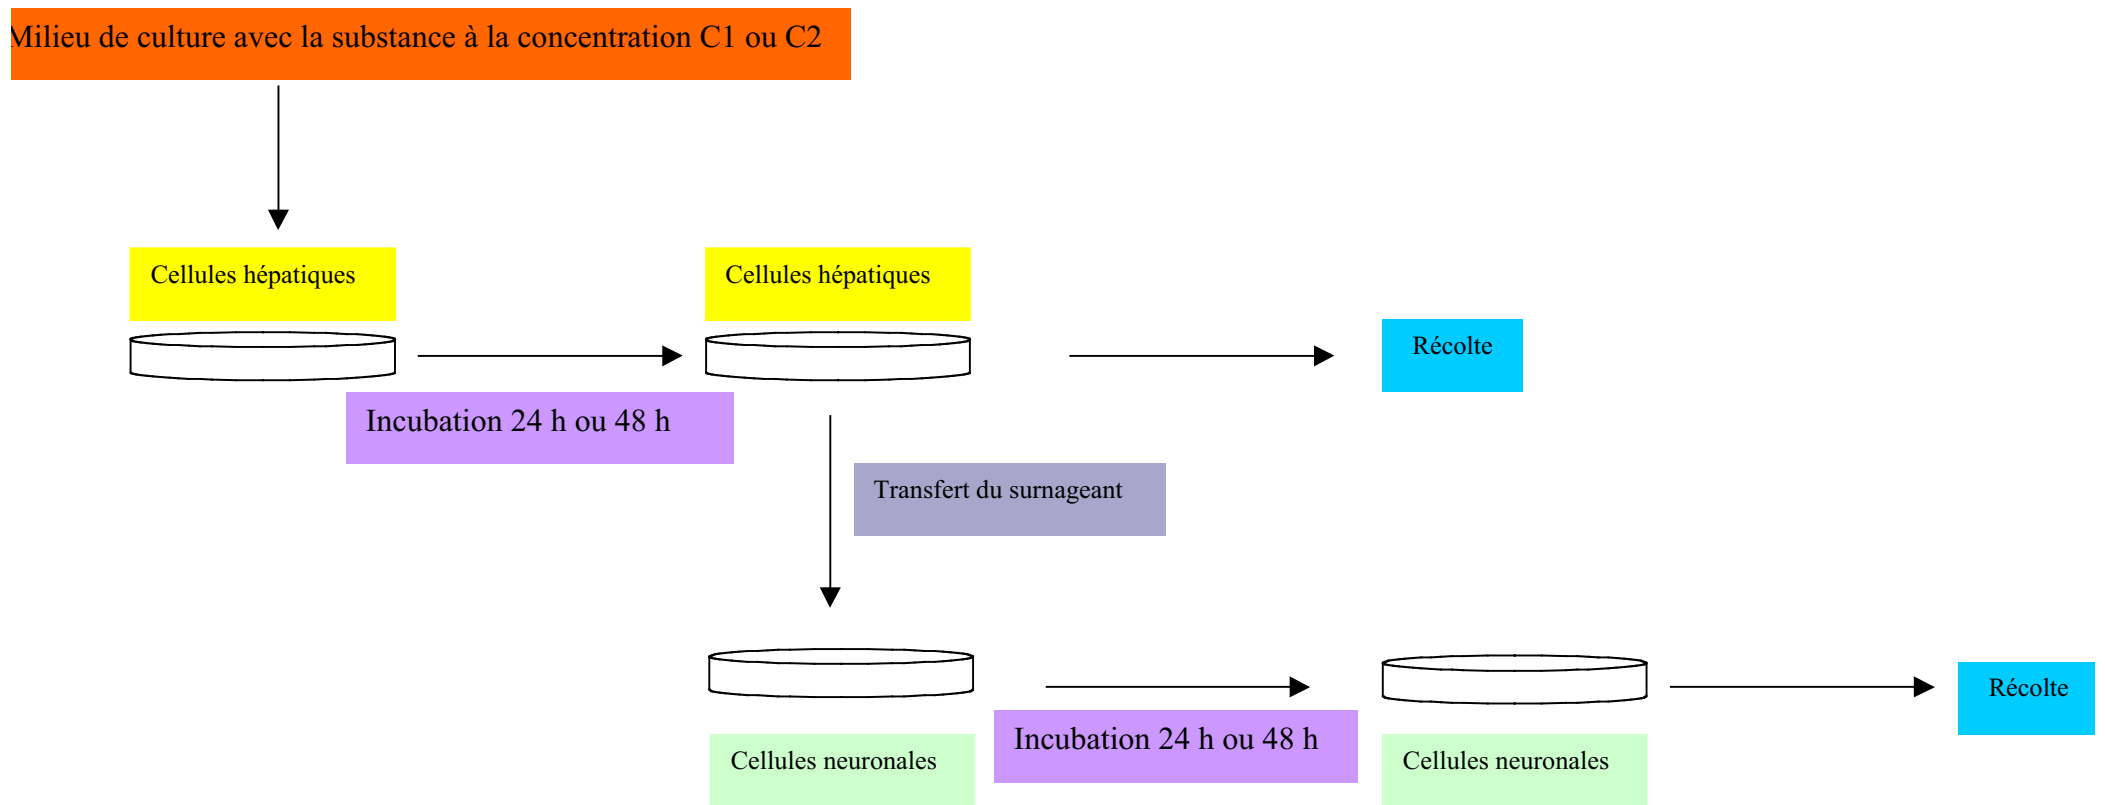 Milieu de culture avec la substance à la concentration C1 ou C2
Cellules hépatiques
Cellules hépatiques
Récolte
Incubation 24 h ou 48 h
Transfert du surnageant
Récolte
Incubation 24 h ou 48 h
Cellules neuronales
Cellules neuronales